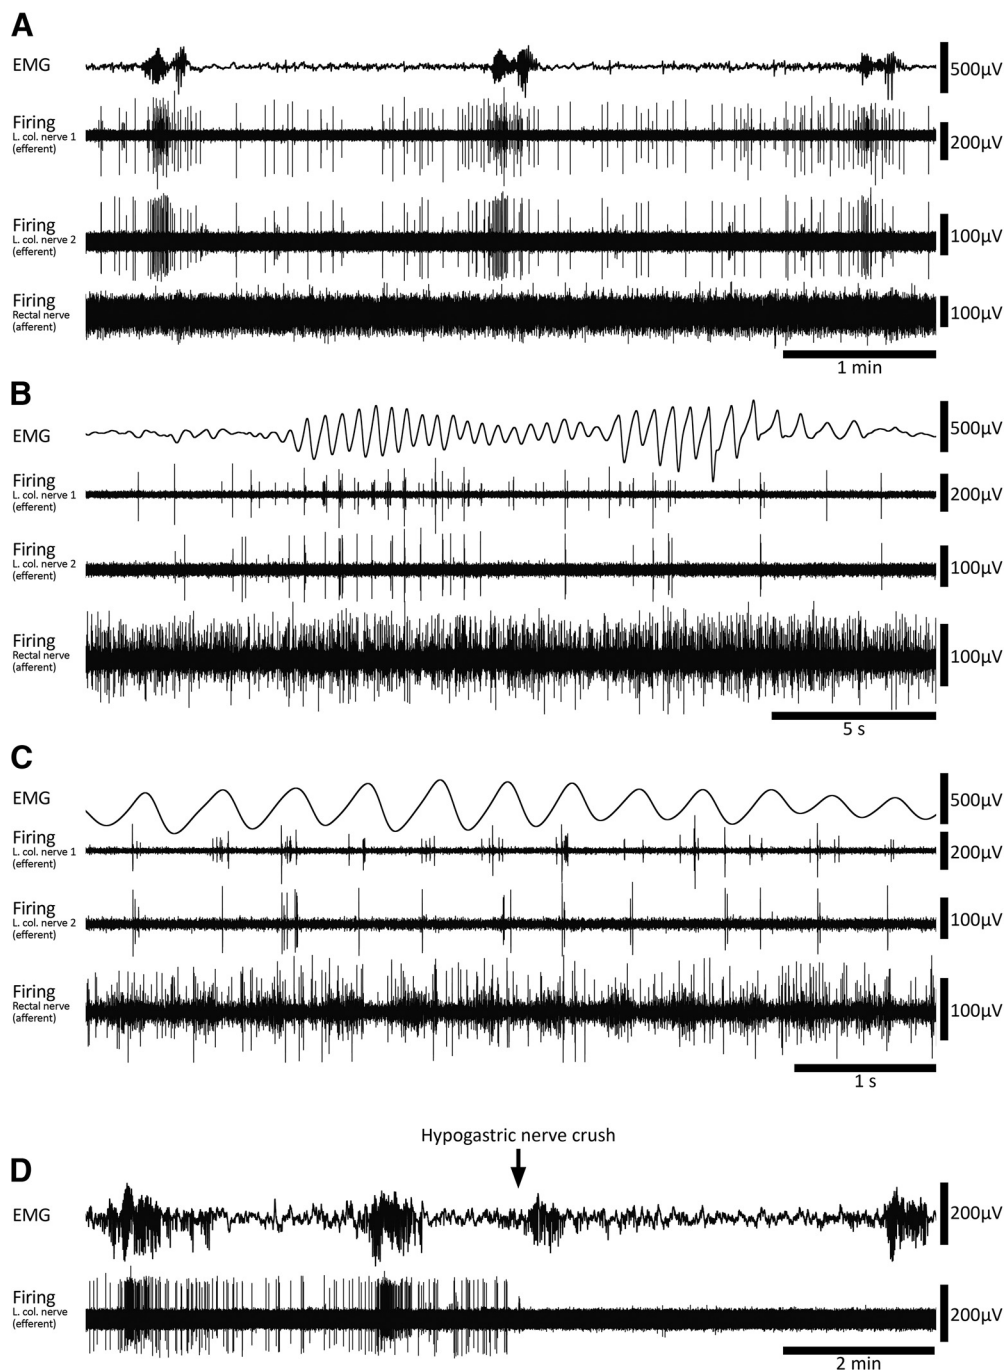 A
EMG
500µV
Firing
L. col. nerve 1
(efferent)
200µV
Firing
L. col. nerve 2
(efferent)
100µV
Firing
Rectal nerve
(afferent)
100µV
1 min
B
EMG
500µV
Firing
L. col. nerve 1
(efferent)
200µV
Firing
L. col. nerve 2
(efferent)
100µV
Firing
Rectal nerve
(afferent)
100µV
5 s
C
EMG
500µV
Firing
L. col. nerve 1
(efferent)
200µV
Firing
L. col. nerve 2
(efferent)
100µV
Firing
Rectal nerve
(afferent)
100µV
1 s
Hypogastric nerve crush
D
EMG
200µV
Firing
L. col. nerve
(efferent)
200µV
2 min